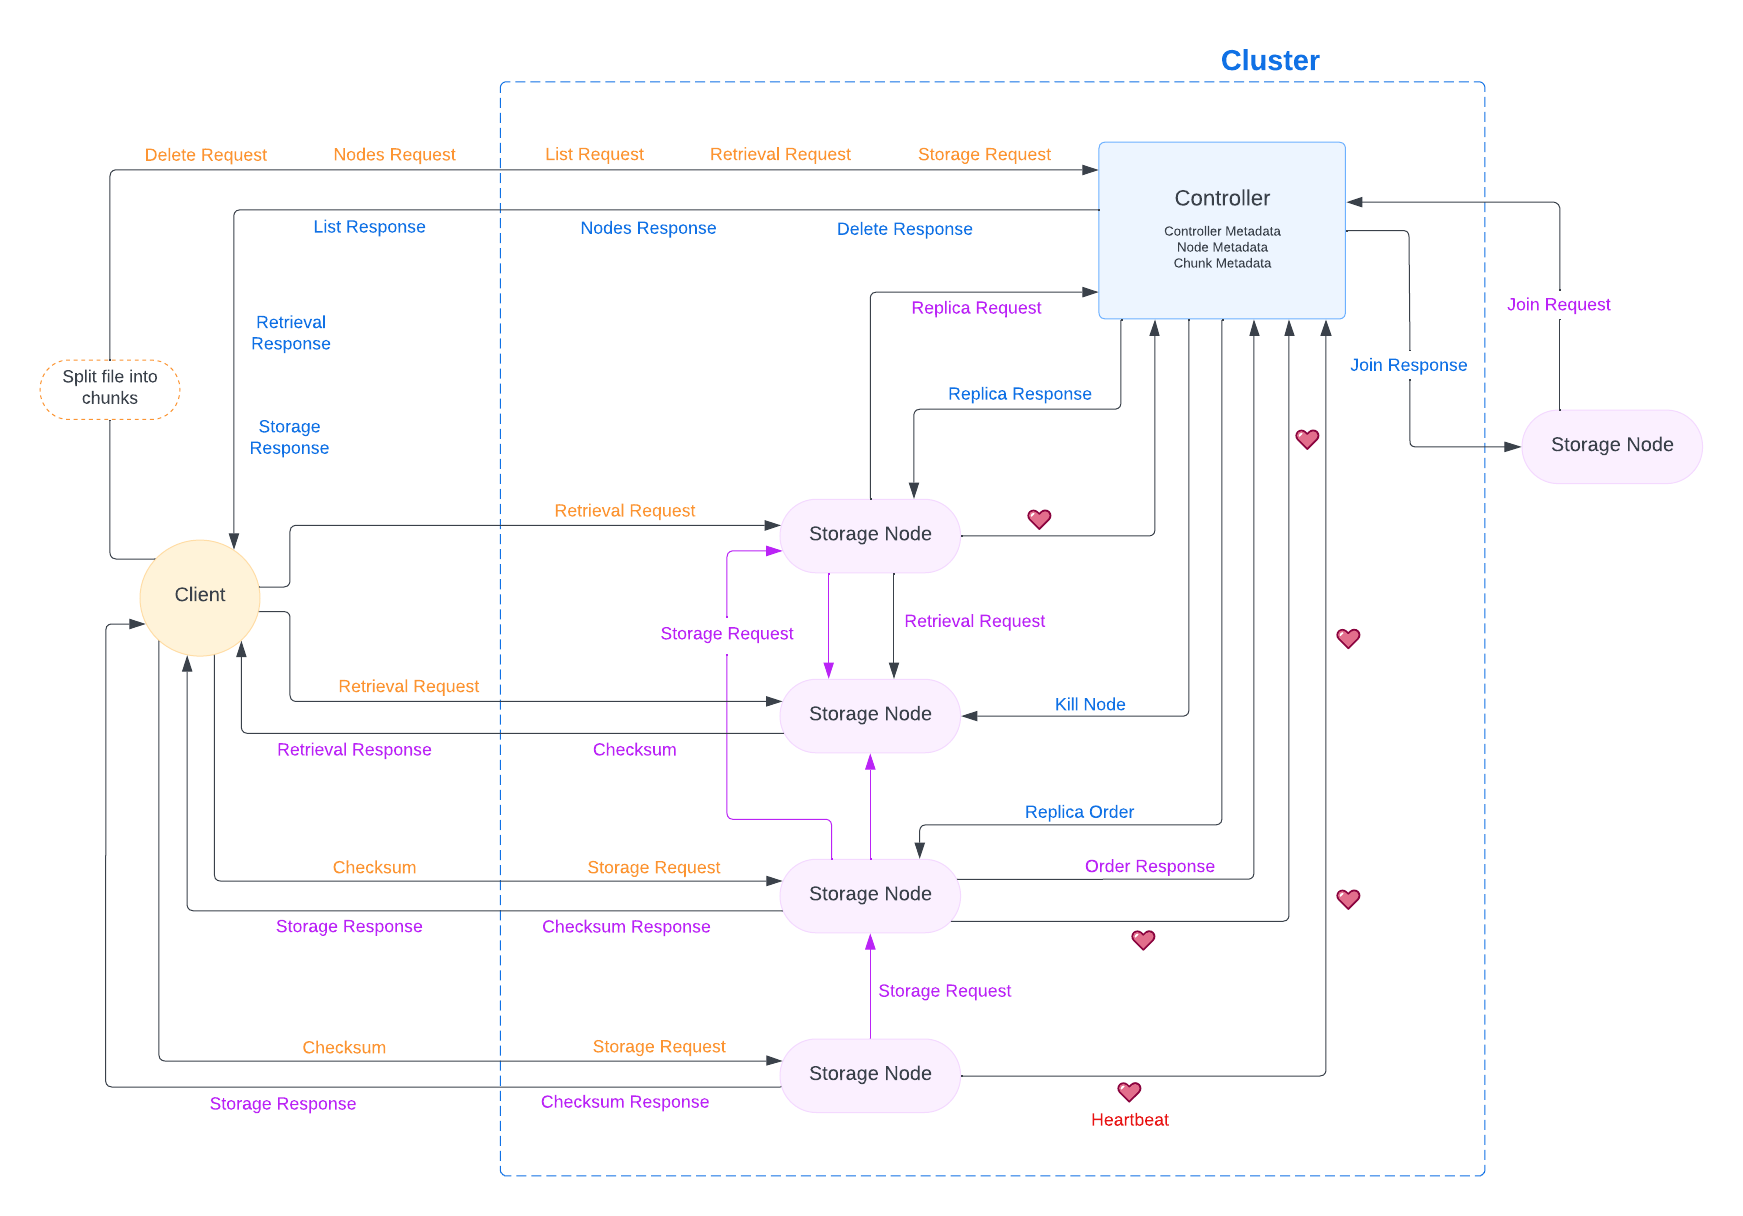 Cluster
Delete Request
Nodes Request
List Request
Retrieval Request
Storage Request
Controller
Controller Metadata
Node Metadata
Chunk Metadata
List Response
Nodes Response
Delete Response
Replica Request
Join Request
Retrieval
Response
Join Response
Split file into
chunks
Replica Response
Storage
Response
Storage Node
Retrieval Request
Storage Node
Client
Storage Request
Retrieval Request
Retrieval Request
Storage Node
Kill Node
Retrieval Response
Checksum
Replica Order
Checksum
Storage Request
Order Response
Storage Node
Storage Response
Checksum Response
Storage Request
Checksum
Storage Request
Storage Node
Storage Response
Checksum Response
Heartbeat